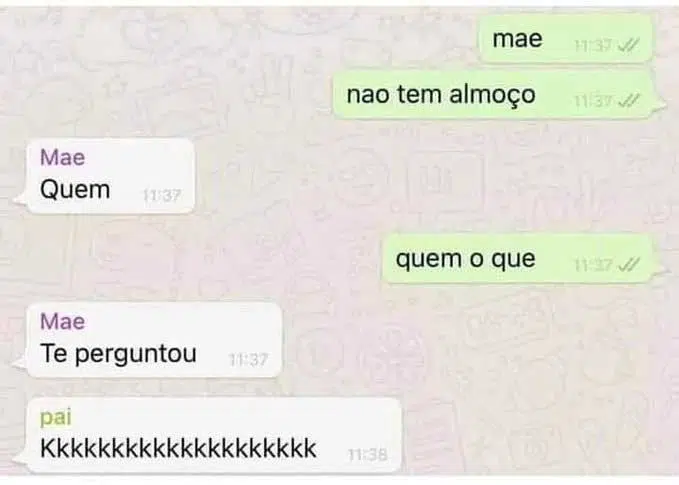 mae 11:37
nao tem almoço 11:37
Mae
Quem 11:37
quem o que 11:37
Mae
Te perguntou 11:37
pai
Kkkkkkkkkkkkkkkkkkkk 11:38